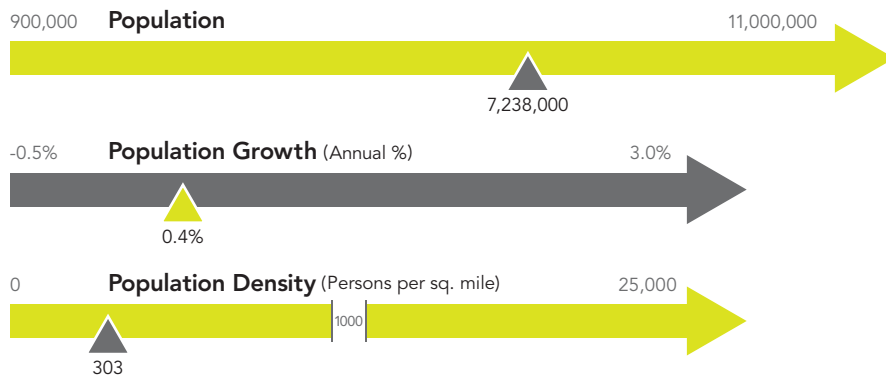 900,000 Population 11,000,000
7,238,000
-0.5% Population Growth (Annual %) 3.0%
0.4%
0 Population Density (Persons per sq. mile) 25,000
1000
303